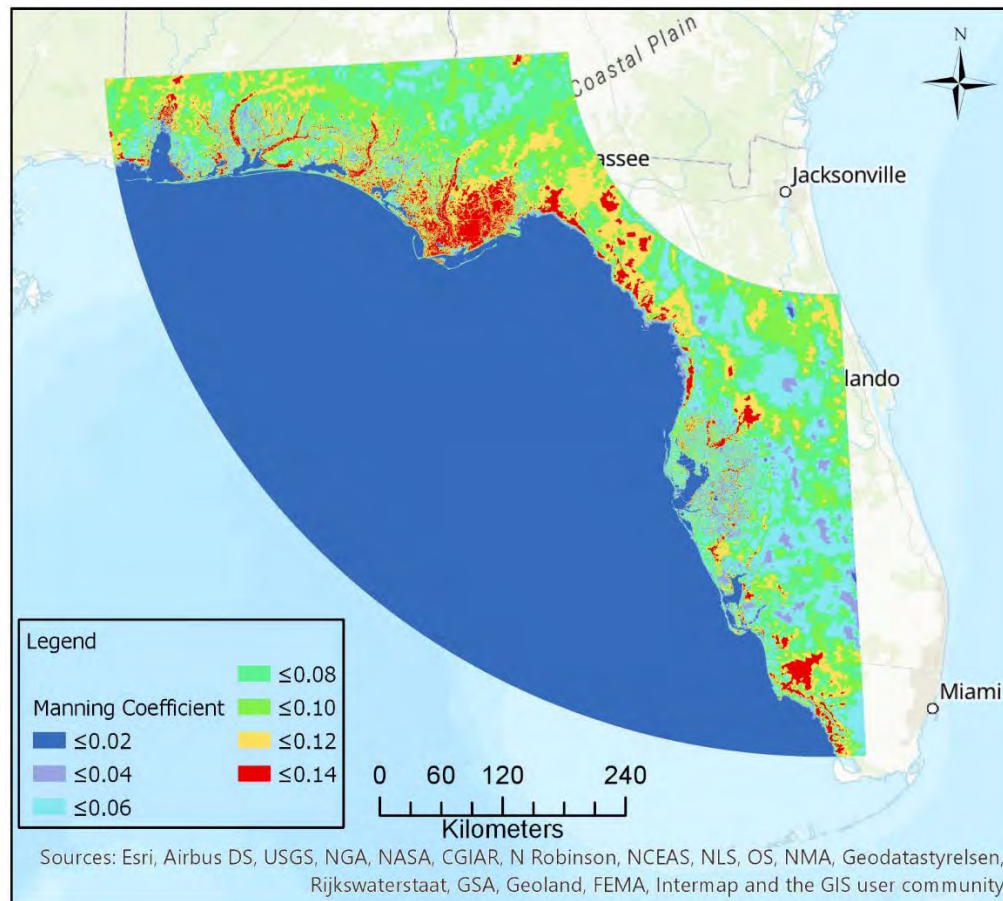 N
Coastal Plain
assee
Jacksonville
lando
Miami
Legend
Manning Coefficient
≤0.02
≤0.04
≤0.06
≤0.08
≤0.10
≤0.12
≤0.14
0 60 120 240
Kilometers
Sources: Esri, Airbus DS, USGS, NGA, NASA, CGIAR, N Robinson, NCEAS, NLS, OS, NMA, Geodatastyrelsen,
Rijkswaterstaat, GSA, Geoland, FEMA, Intermap and the GIS user community